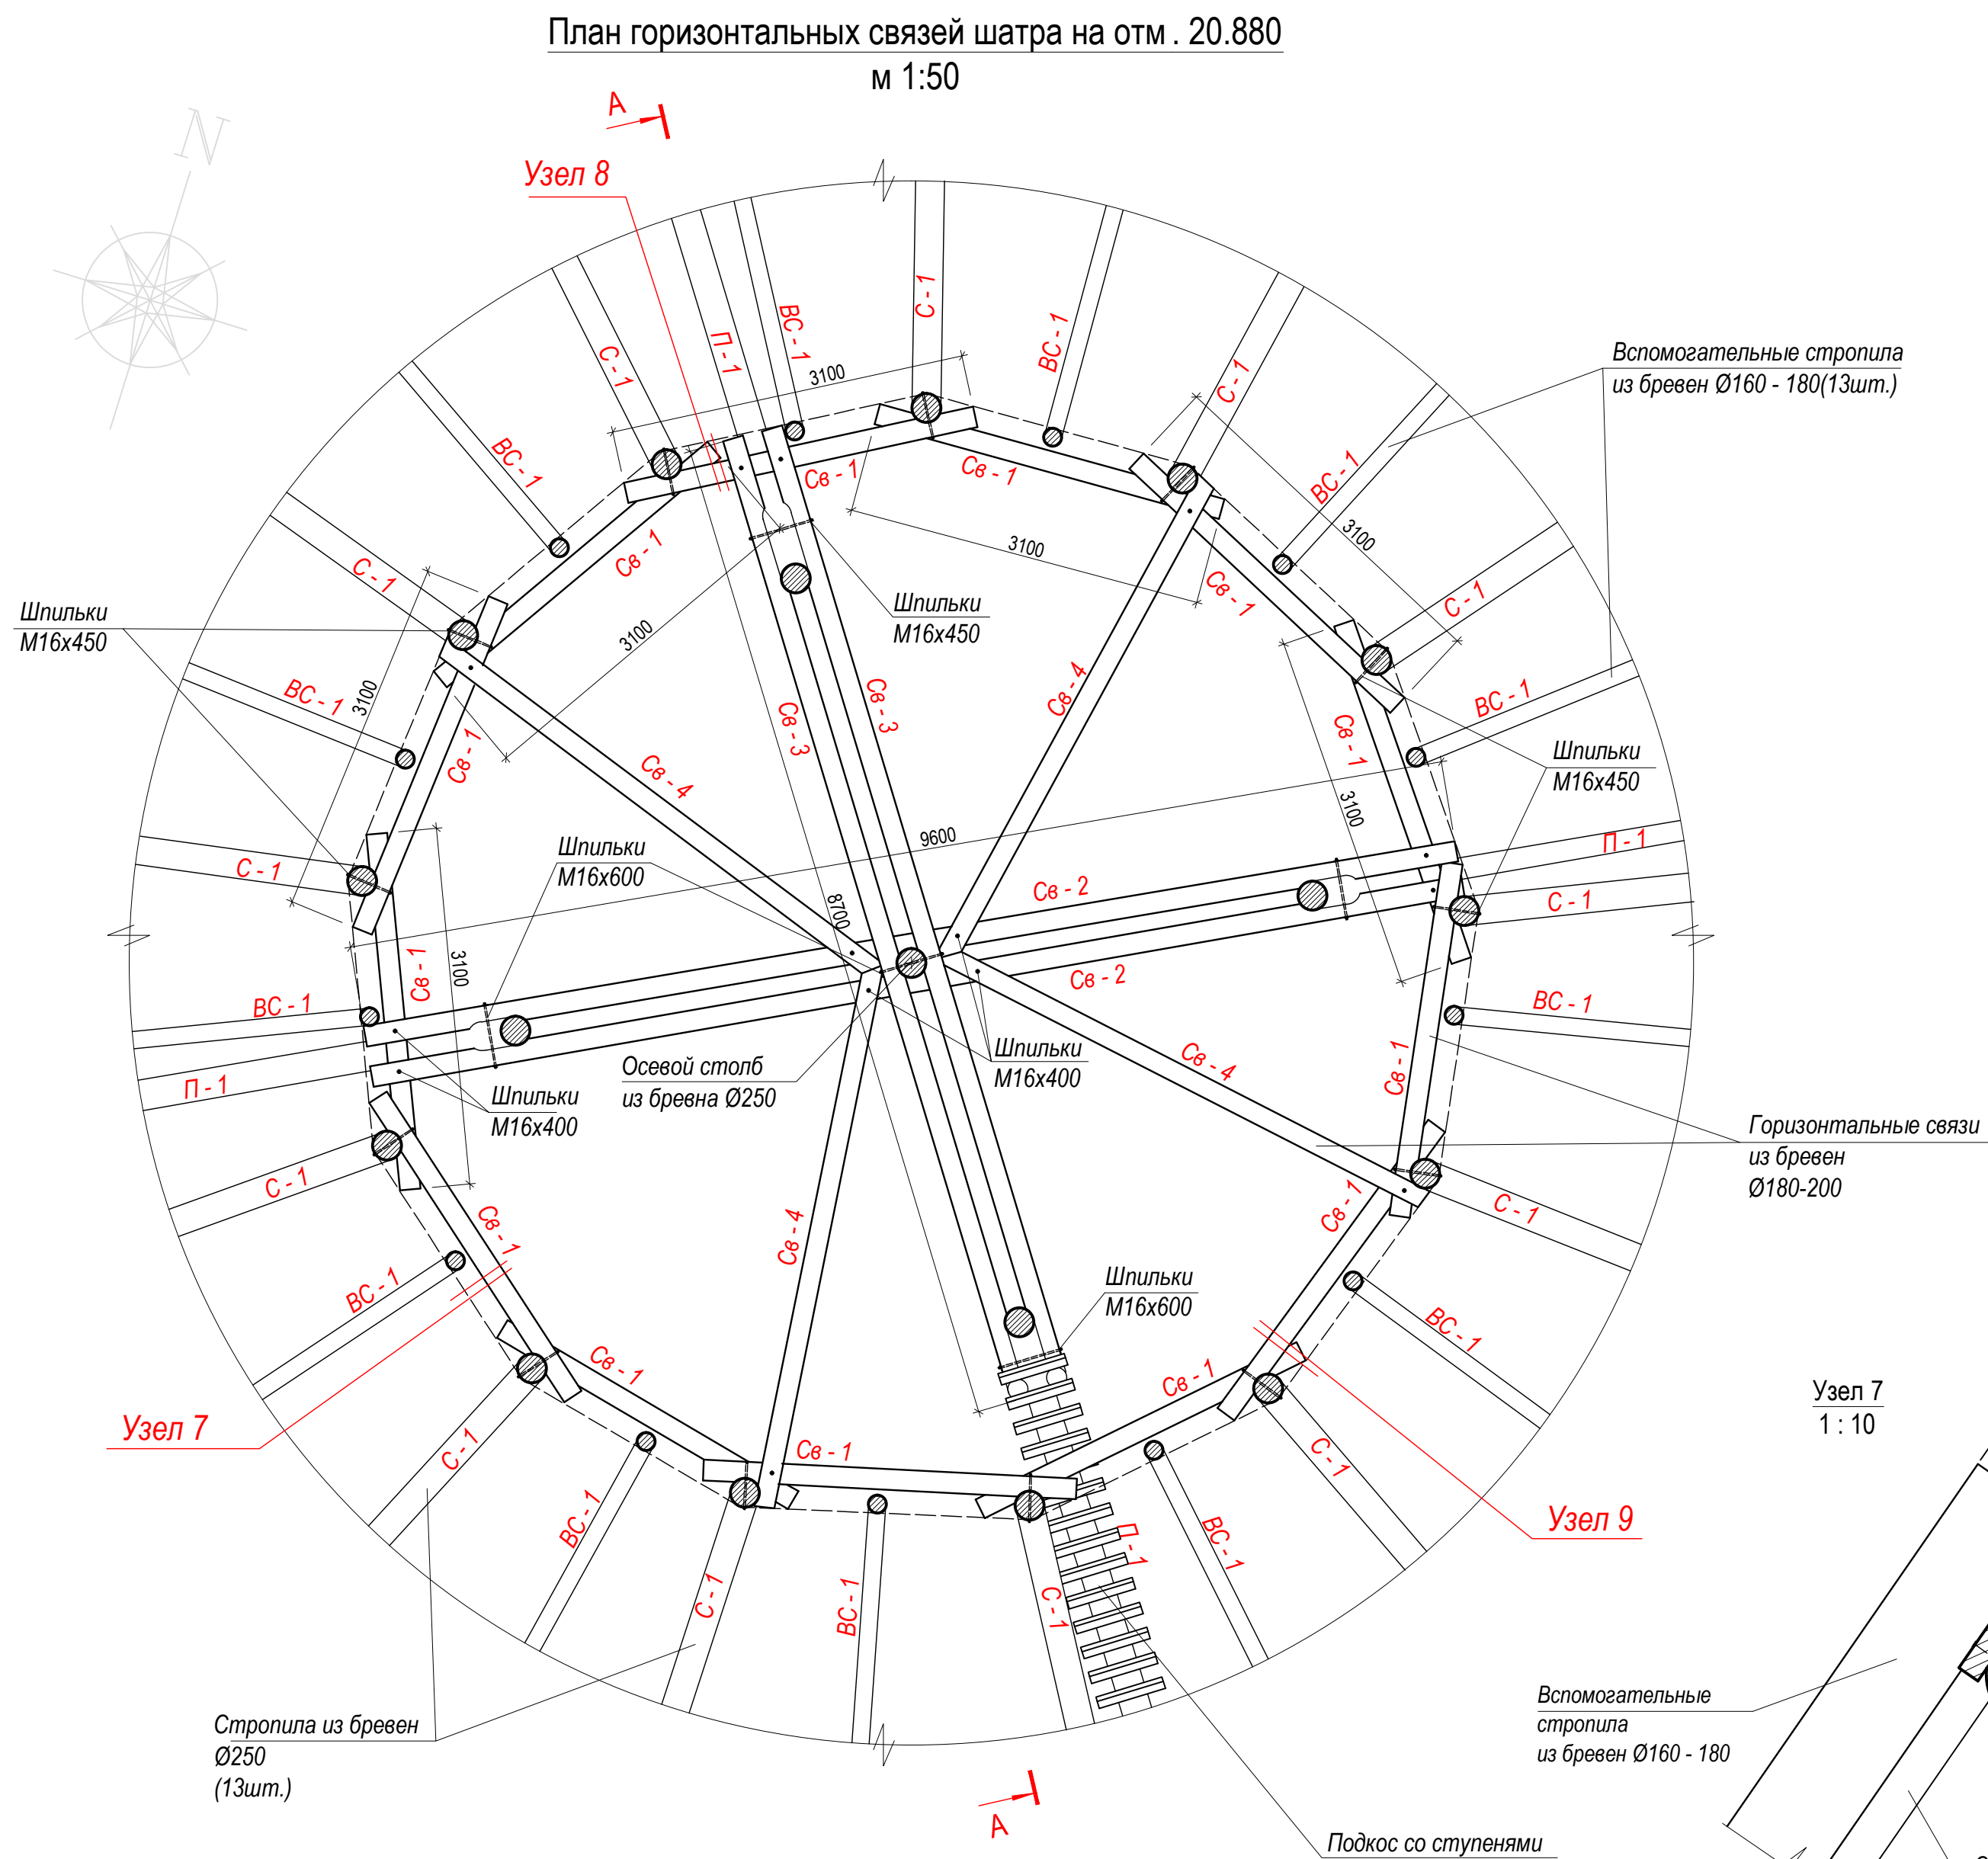 План горизонтальных связей шатра на отм . 20.880
м 1:50
N
А
Узел 8
С - 1
П - 1
ВС - 1
С - 1
ВС - 1
С - 1
Вспомогательные стропила
из бревен Ø160 - 180(13шт.)
ВС - 1
3100
Св - 1
Св - 1
ВС - 1
3100
3100
Св - 1
С - 1
С - 1
Св - 1
Шпильки
М16х450
Шпильки
М16х450
3100
3100
ВС - 1
Св - 1
Св - 4
Св - 3
Св - 3
Св - 4
Св - 1
3100
ВС - 1
Шпильки
М16х450
С - 1
Шпильки
М16х600
9600
8700
П - 1
С - 1
Св - 2
Св - 2
Св - 1
3100
ВС - 1
П - 1
ВС - 1
Осевой столб
из бревна Ø250
Шпильки
М16х400
Шпильки
М16х400
Св - 4
Св - 1
Горизонтальные связи
из бревен
Ø180-200
С - 1
Св - 1
Св - 4
Св - 1
С - 1
ВС - 1
Шпильки
М16х600
ВС - 1
Св - 1
Св - 1
Св - 1
Узел 7
С - 1
ВС - 1
С - 1
ВС - 1
С - 1
П - 1
ВС - 1
С - 1
Узел 9
Узел 7
1 : 10
Стропила из бревен
Ø250
(13шт.)
Вспомогательные
стропила
из бревен Ø160 - 180
А
Подкос со ступенями